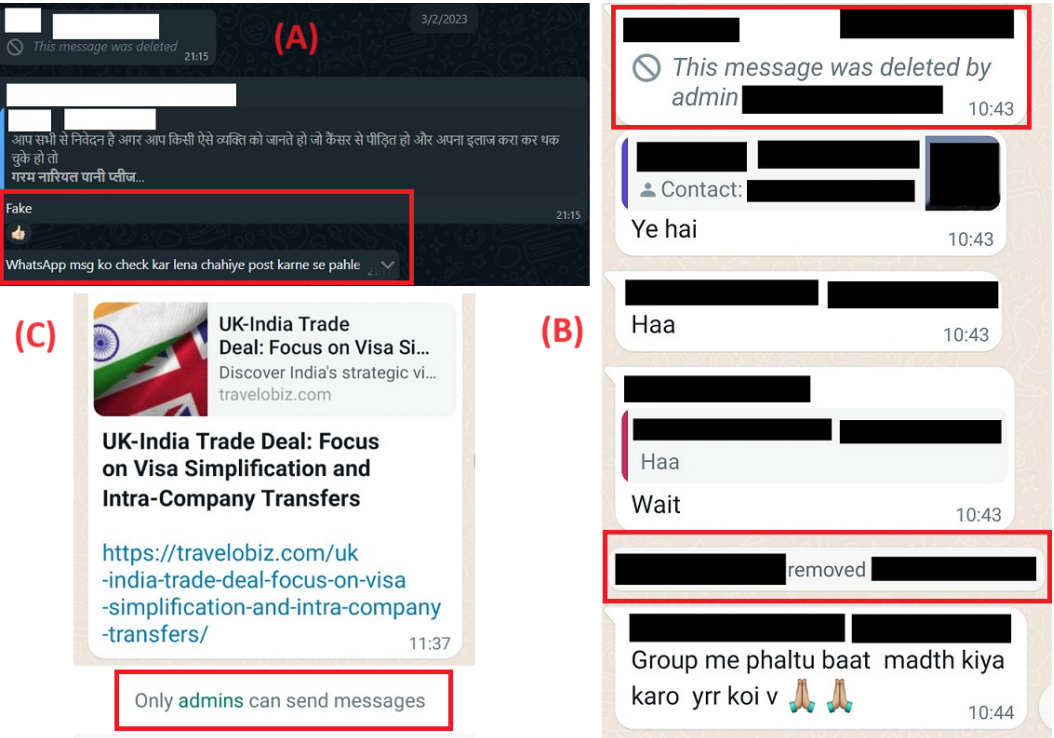 3/2/2023
This message was deleted
21:15
(A)
आप सभी से निवेदन है अगर आप किसी ऐसे व्यक्ति को जानते हो जो कैंसर से पीड़ित हो और अपना इलाज करा करा कर थक
चुके हो तो
गरम नारियल पानी प्लीज...
Fake
21:15
WhatsApp msg ko check kar lena chahiye post karne se pahle
(C)
UK-India Trade
Deal: Focus on Visa Si...
Discover India's strategic vi...
travelobiz.com
UK-India Trade Deal: Focus
on Visa Simplification and
Intra-Company Transfers
https://travelobiz.com/uk
-india-trade-deal-focus-on-visa
-simplification-and-intra-company
-transfers/
11:37
Only admins can send messages
(B)
This message was deleted by
admin
10:43
Contact:
Ye hai
10:43
Haa
10:43
Haa
Wait
10:43
removed
Group me phaltu baat madth kiya
karo yrr koi v
10:44